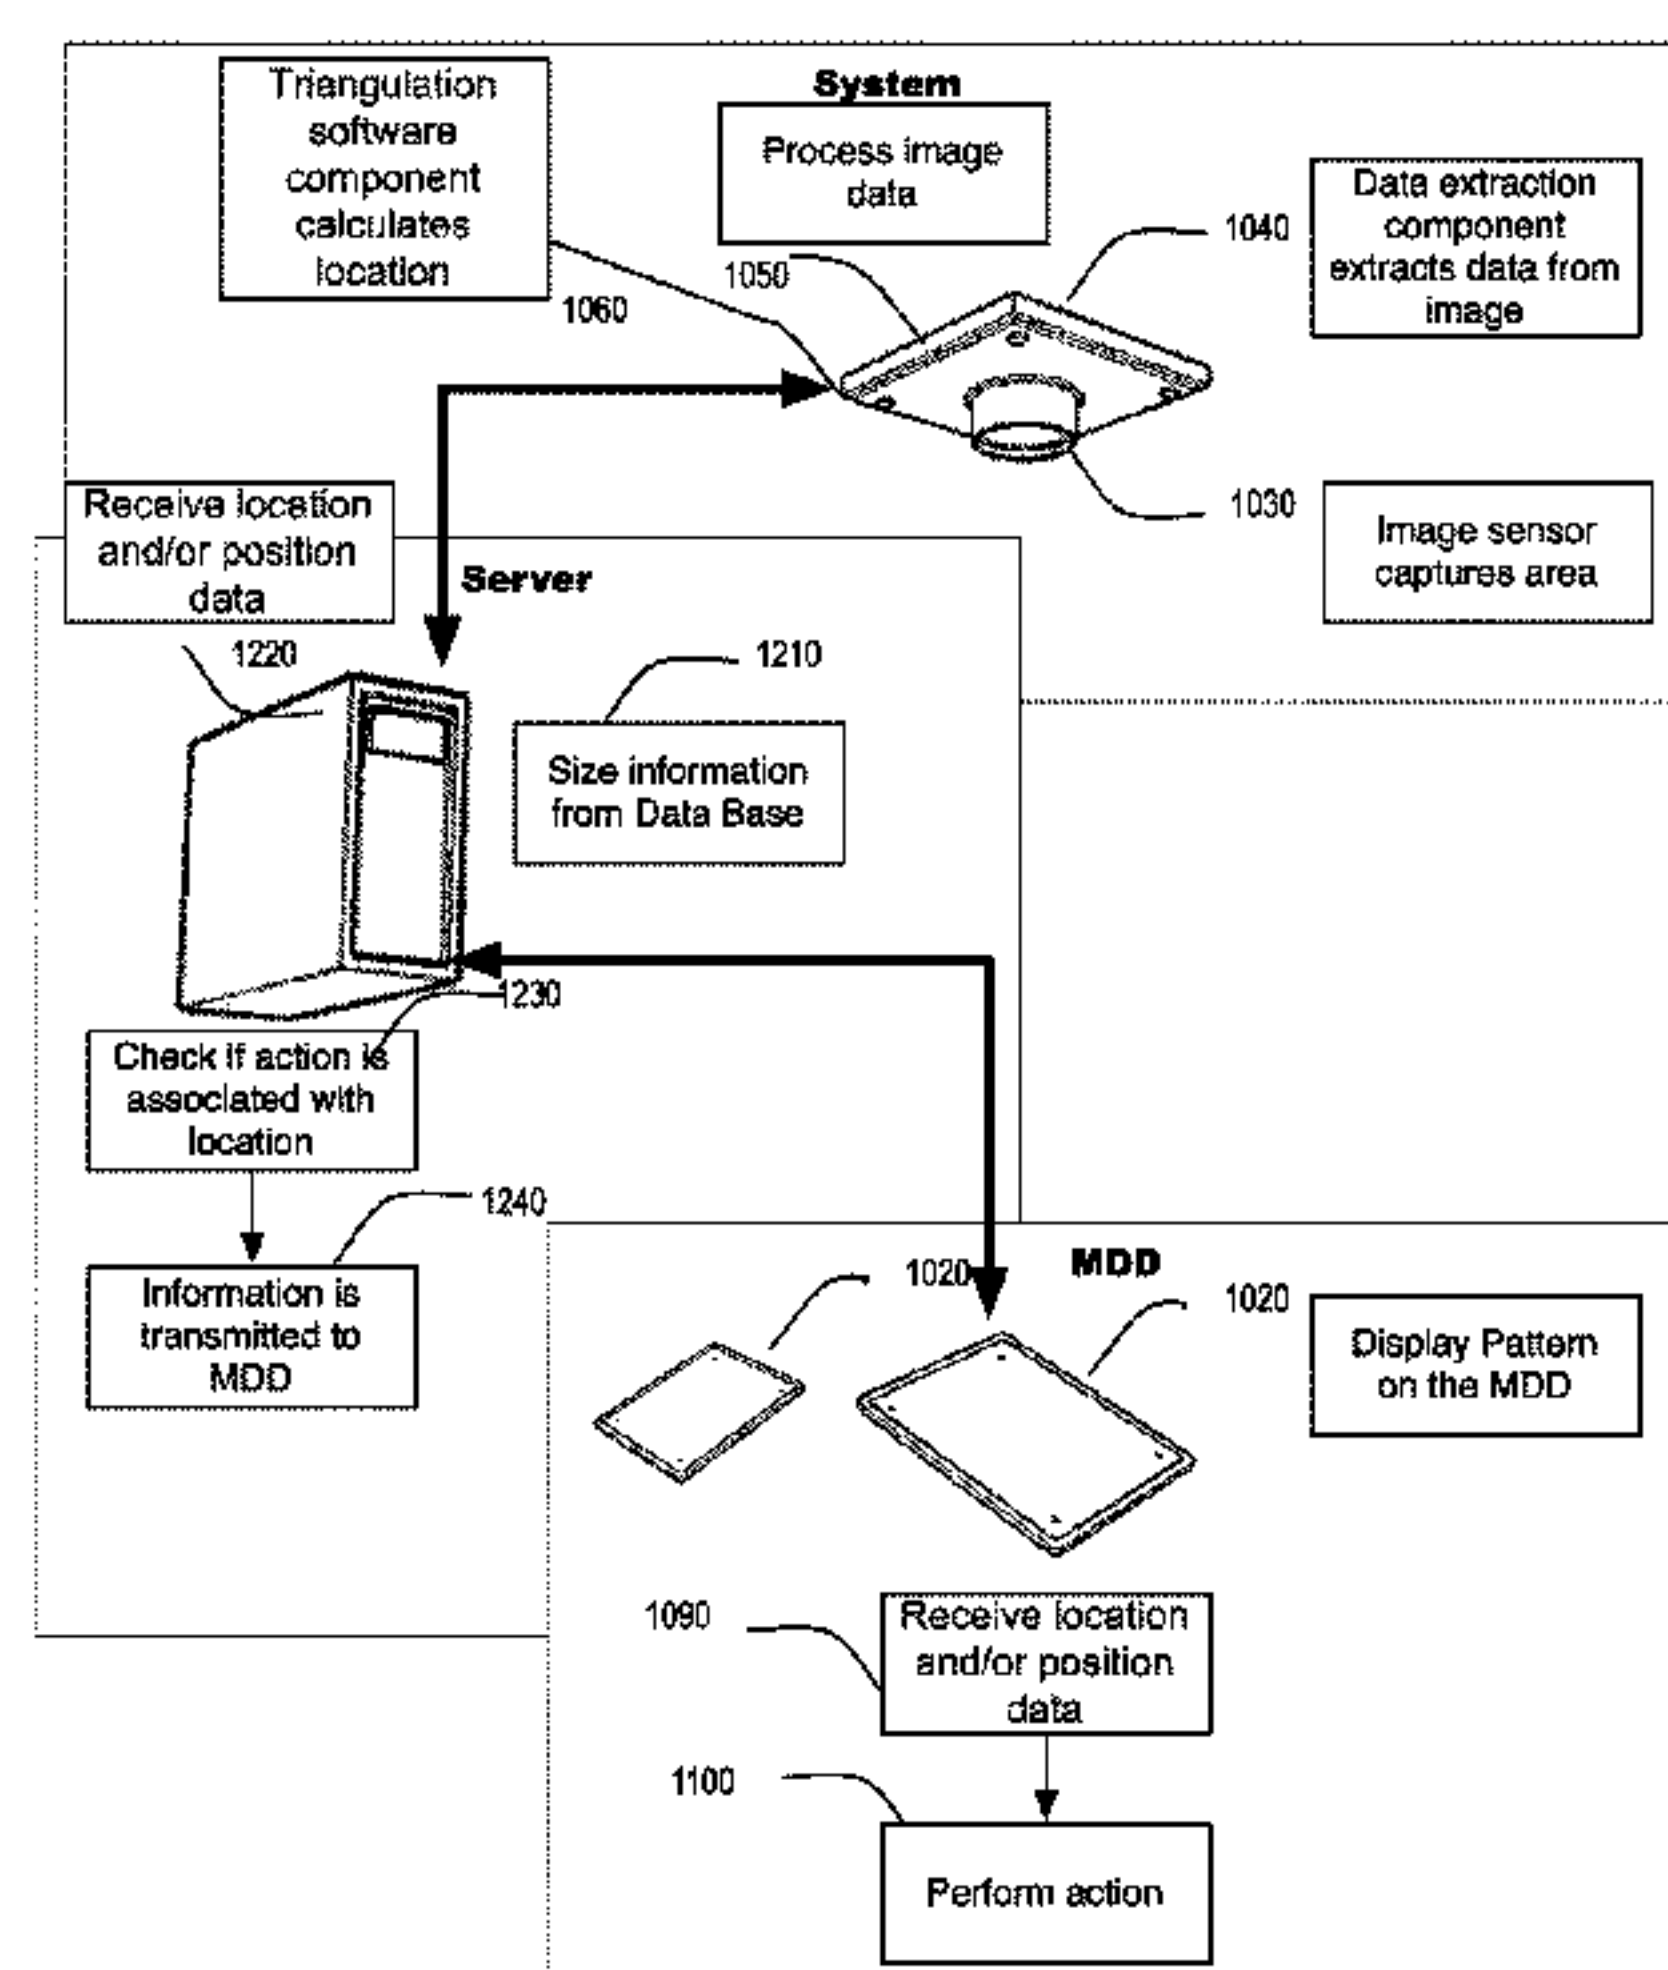 System
Triangulation
software
component
calculates
location
1060
Process image
data
1050
1040
Data extraction
component
extracts data from
image
1030
Image sensor
captures area
Receive location
and/or position
data
1220
Server
1210
Size information
from Data Base
1230
Check if action is
associated with
location
1240
Information is
transmitted to
MDD
MDD
1020
1020
Display Pattern
on the MDD
1090
Receive location
and/or position
data
1100
Perform action